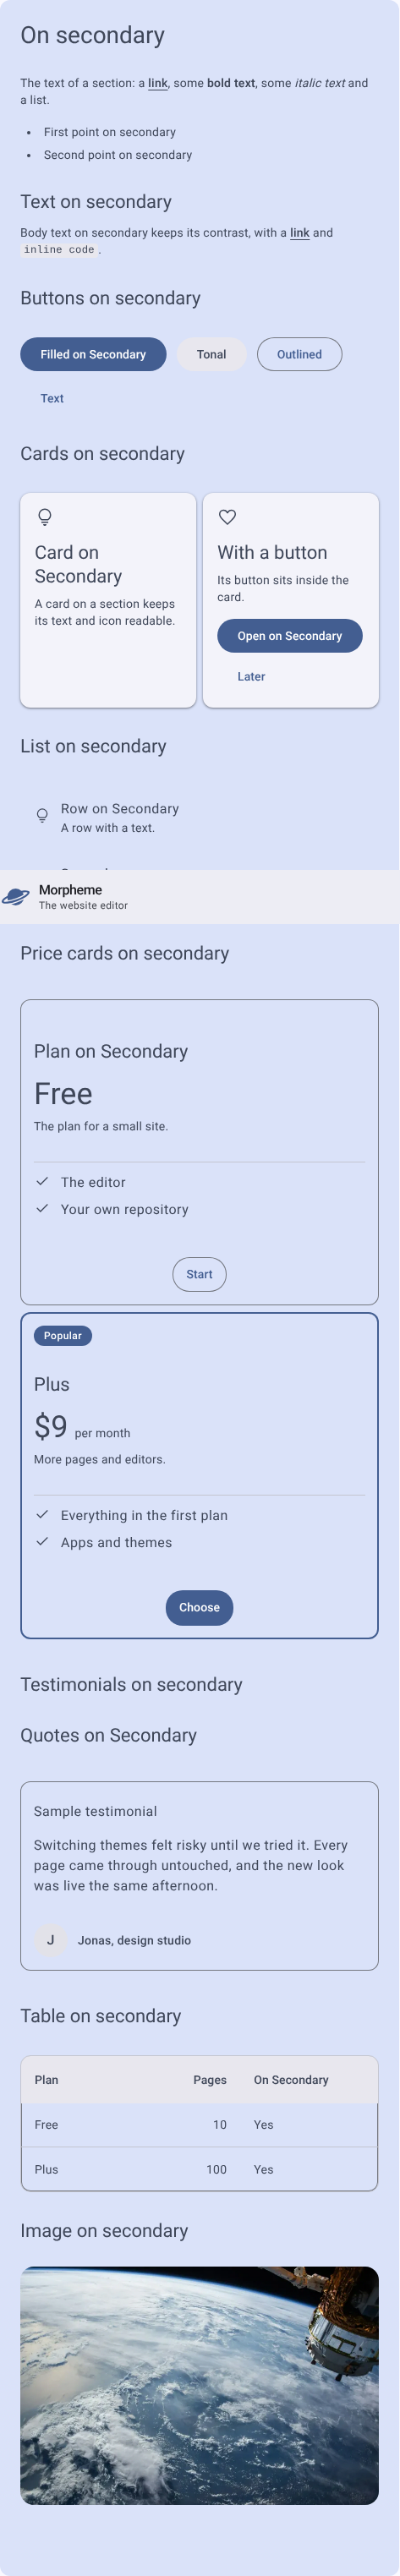 On secondary
The text of a section: a link, some bold text, some italic text and
a list.
• First point on secondary
• Second point on secondary
Text on secondary
Body text on secondary keeps its contrast, with a link and
inline code.
Buttons on secondary
Filled on Secondary
Tonal
Outlined
Text
Cards on secondary
Card on
Secondary
A card on a section keeps
its text and icon readable.
With a button
Its button sits inside the
card.
Open on Secondary
Later
List on secondary
Row on Secondary
A row with a text.
Morpheme
The website editor
Price cards on secondary
Plan on Secondary
Free
The plan for a small site.
The editor
Your own repository
Start
Popular
Plus
$9 per month
More pages and editors.
Everything in the first plan
Apps and themes
Choose
Testimonials on secondary
Quotes on Secondary
Sample testimonial
Switching themes felt risky until we tried it. Every
page came through untouched, and the new look
was live the same afternoon.
J
Jonas, design studio
Table on secondary
Plan Pages On Secondary
Free 10 Yes
Plus 100 Yes
Image on secondary